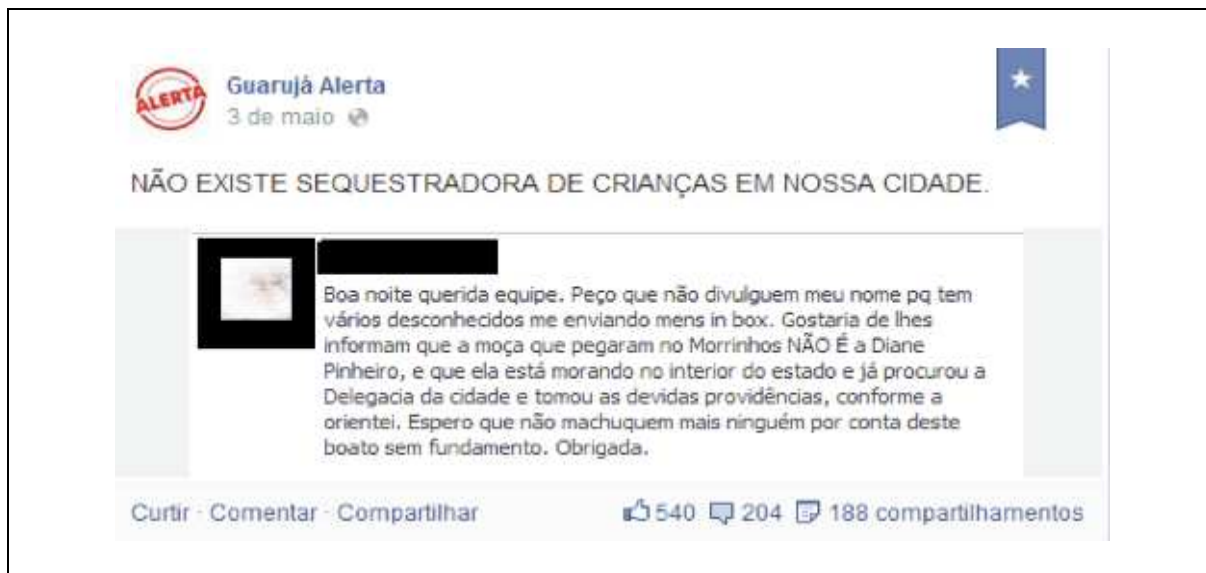 ALERTA
Guarujá Alerta
3 de maio
NÃO EXISTE SEQUESTRADORA DE CRIANÇAS EM NOSSA CIDADE.
Boa noite querida equipe. Peço que não divulguem meu nome pq tem
vários desconhecidos me enviando mens in box. Gostaria de lhes
informam que a moça que pegaram no Morrinhos NÃO É a Diane
Pinheiro, e que ela está morando no interior do estado e já procurou a
Delegacia da cidade e tomou as devidas providências, conforme a
orientei. Espero que não machuquem mais ninguém por conta deste
boato sem fundamento. Obrigada.
Curtir · Comentar · Compartilhar 540 204 188 compartilhamentos